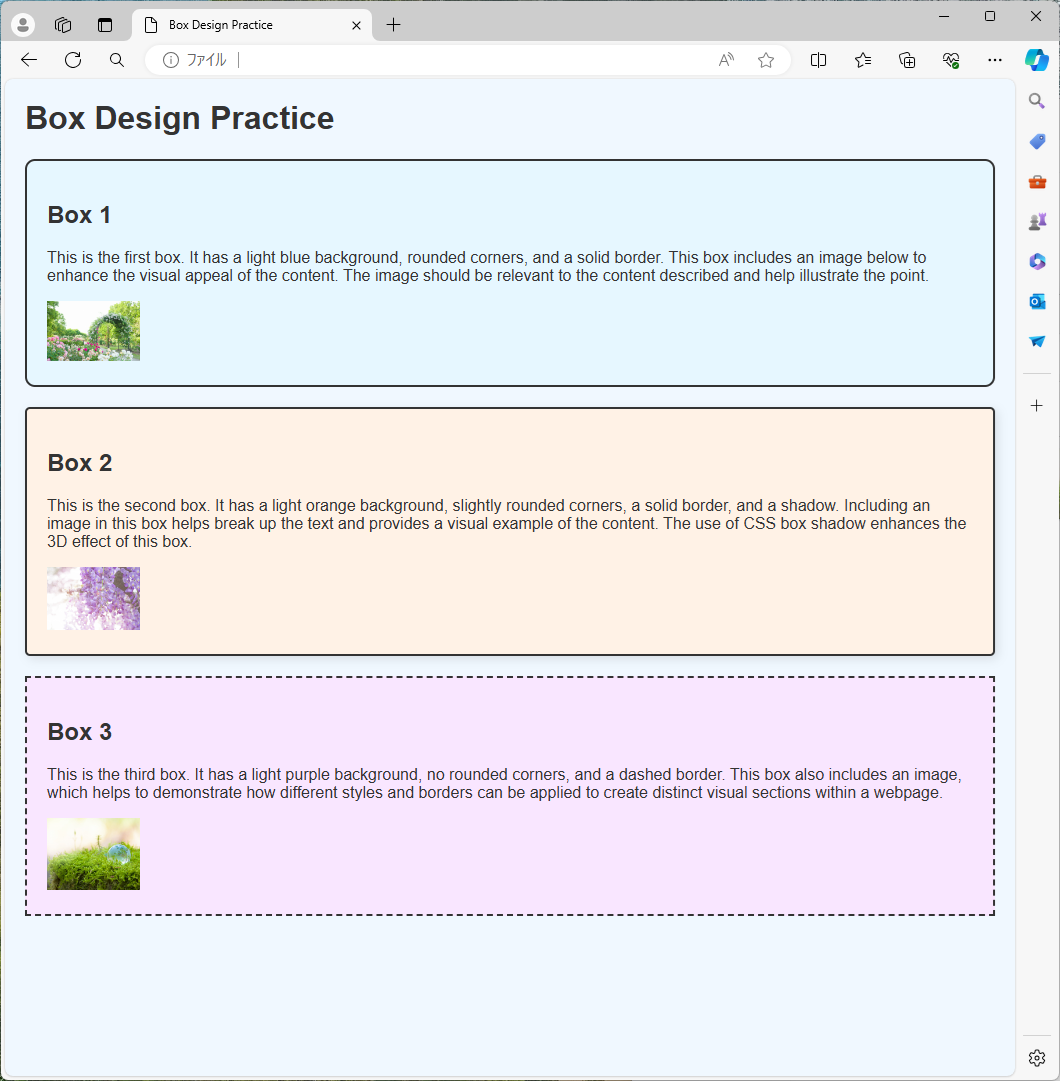 Box Design Practice
ファイル
Box Design Practice
Box 1
This is the first box. It has a light blue background, rounded corners, and a solid border. This box includes an image below to
enhance the visual appeal of the content. The image should be relevant to the content described and help illustrate the point.
Box 2
This is the second box. It has a light orange background, slightly rounded corners, a solid border, and a shadow. Including an
image in this box helps break up the text and provides a visual example of the content. The use of CSS box shadow enhances the
3D effect of this box.
Box 3
This is the third box. It has a light purple background, no rounded corners, and a dashed border. This box also includes an image,
which helps to demonstrate how different styles and borders can be applied to create distinct visual sections within a webpage.